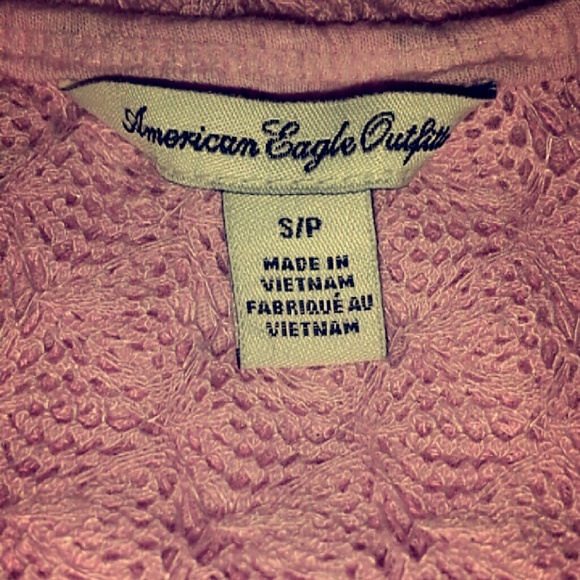 American Eagle Outfitt
S/P
MADE IN
VIETNAM
FABRIQUÉ AU
VIETNAM